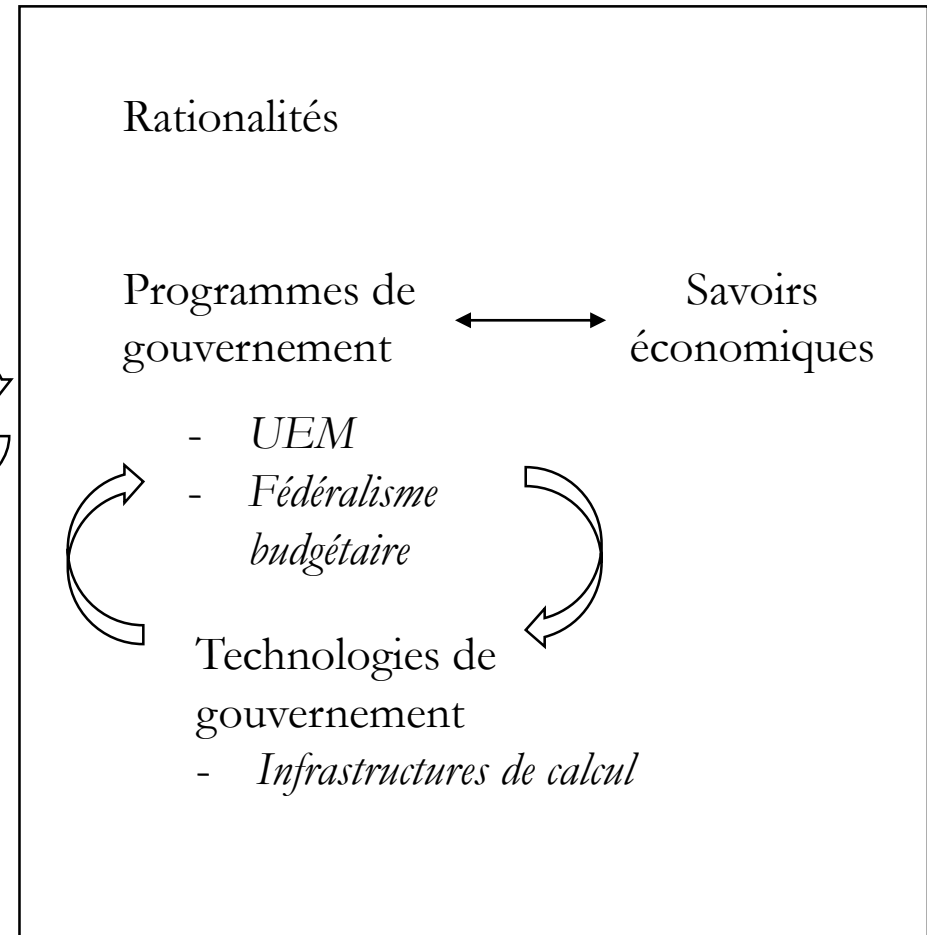 Rationalités
Programmes de
gouvernement
Savoirs
économiques
- UEM
- Fédéralisme
budgétaire
Technologies de
gouvernement
- Infrastructures de calcul